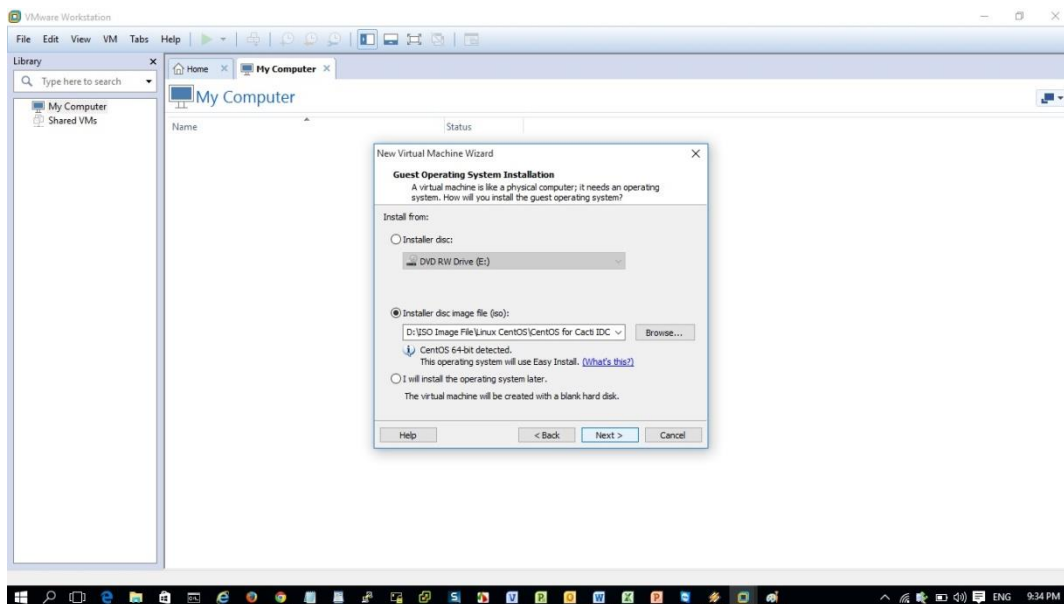 VMware Workstation
File Edit View VM Tabs Help
Library
Home
My Computer
Type here to search
My Computer
My Computer
Shared VMs
Name
Status
New Virtual Machine Wizard
Guest Operating System Installation
A virtual machine is like a physical computer; it needs an operating
system. How will you install the guest operating system?
Install from:
Installer disc:
DVD RW Drive (E:)
Installer disc image file (iso):
D:\ISO Image File\Linux CentOS\CentOS for Cacti IDC
Browse...
CentOS 64-bit detected.
This operating system will use Easy Install. (What's this?)
I will install the operating system later.
The virtual machine will be created with a blank hard disk.
Help
< Back
Next >
Cancel
ENG 9:34 PM